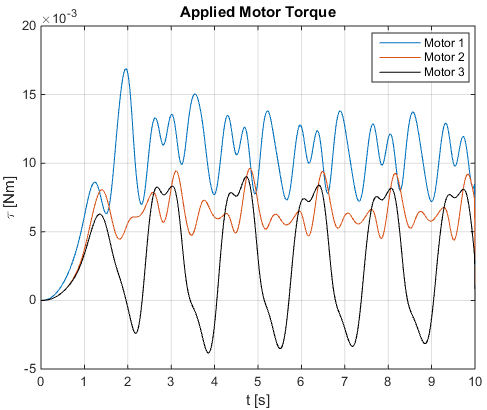 Applied Motor Torque
×10⁻³
20
15
10
5
0
-5
τ [Nm]
Motor 1
Motor 2
Motor 3
0 1 2 3 4 5 6 7 8 9 10
t [s]